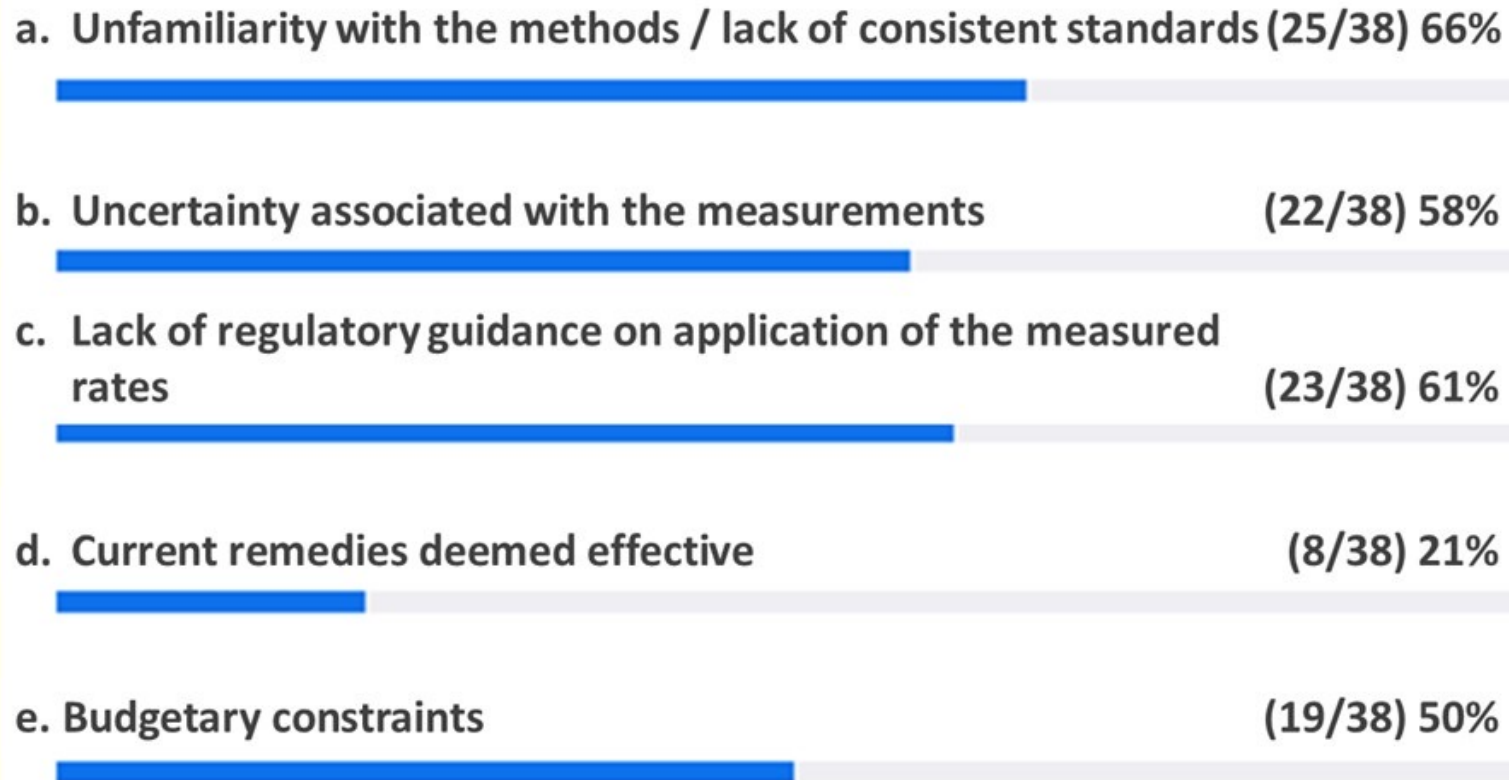 a. Unfamiliarity with the methods / lack of consistent standards (25/38) 66%
b. Uncertainty associated with the measurements (22/38) 58%
c. Lack of regulatory guidance on application of the measured
rates (23/38) 61%
d. Current remedies deemed effective (8/38) 21%
e. Budgetary constraints (19/38) 50%